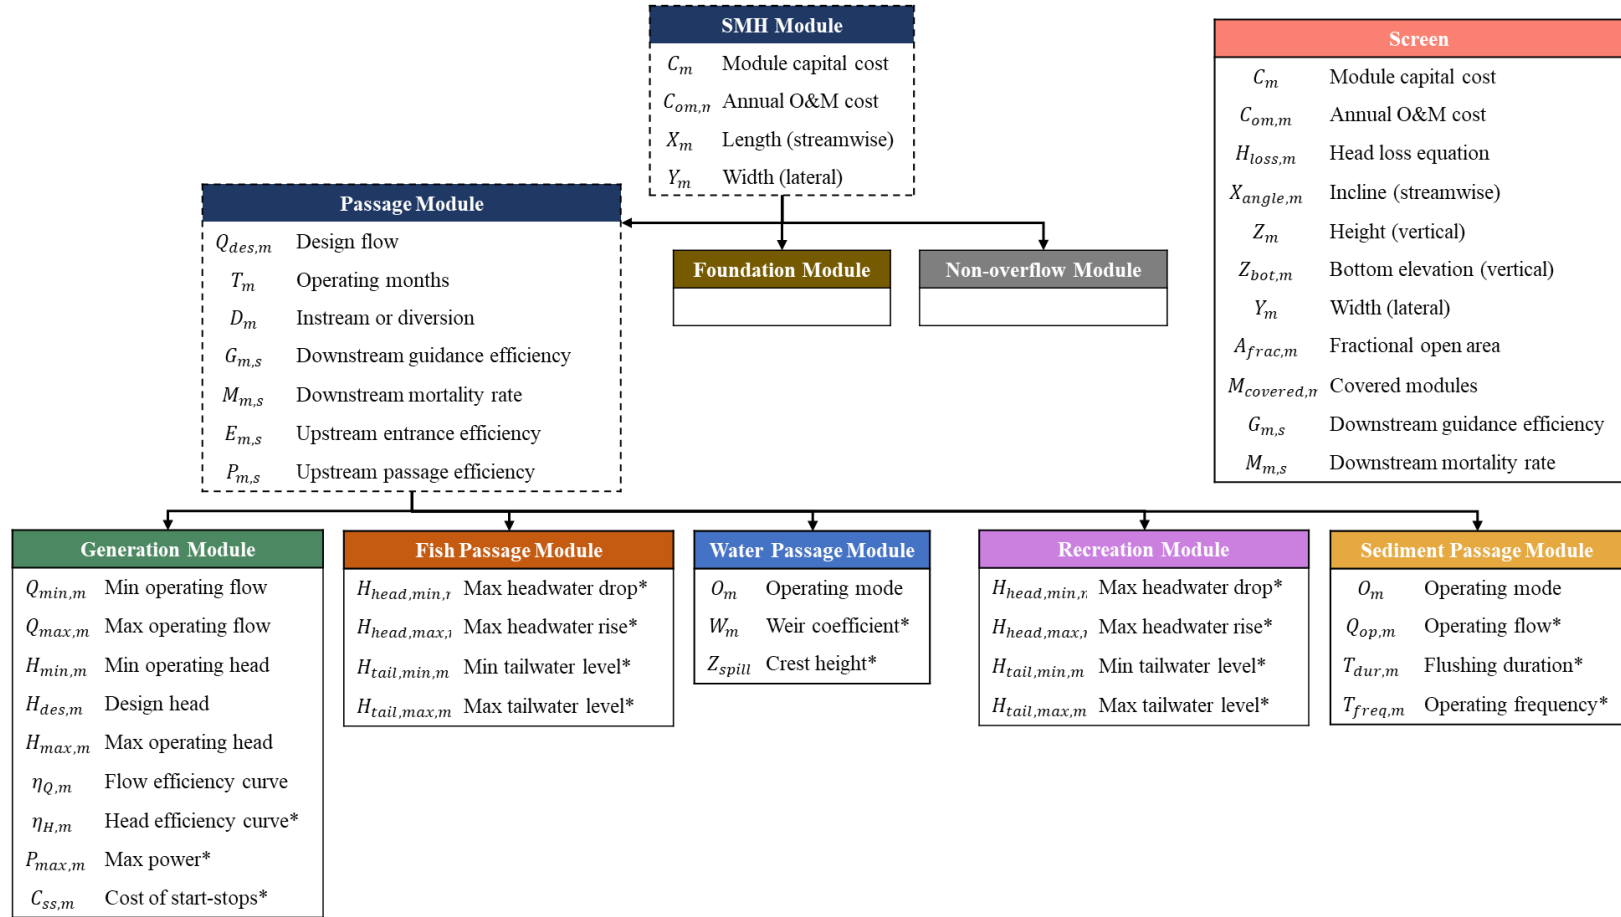 SMH Module
C_m Module capital cost
C_om,n Annual O&M cost
X_m Length (streamwise)
Y_m Width (lateral)
Screen
C_m Module capital cost
C_om,m Annual O&M cost
H_loss,m Head loss equation
X_angle,m Incline (streamwise)
Z_m Height (vertical)
Z_bot,m Bottom elevation (vertical)
Y_m Width (lateral)
A_frac,m Fractional open area
M_covered,m Covered modules
G_m,s Downstream guidance efficiency
M_m,s Downstream mortality rate
Passage Module
Q_des,m Design flow
T_m Operating months
D_m Instream or diversion
G_m,s Downstream guidance efficiency
M_m,s Downstream mortality rate
E_m,s Upstream entrance efficiency
P_m,s Upstream passage efficiency
Foundation Module
Non-overflow Module
Generation Module
Q_min,m Min operating flow
Q_max,m Max operating flow
H_min,m Min operating head
H_des,m Design head
H_max,m Max operating head
η_Q,m Flow efficiency curve
η_H,m Head efficiency curve*
P_max,m Max power*
C_ss,m Cost of start-stops*
Fish Passage Module
H_head,min, Max headwater drop*
H_head,max, Max headwater rise*
H_tail,min,m Min tailwater level*
H_tail,max,m Max tailwater level*
Water Passage Module
O_m Operating mode
W_m Weir coefficient*
Z_spill Crest height*
Recreation Module
H_head,min, Max headwater drop*
H_head,max, Max headwater rise*
H_tail,min,m Min tailwater level*
H_tail,max,m Max tailwater level*
Sediment Passage Module
O_m Operating mode
Q_op,m Operating flow*
T_dur,m Flushing duration*
T_freq,m Operating frequency*